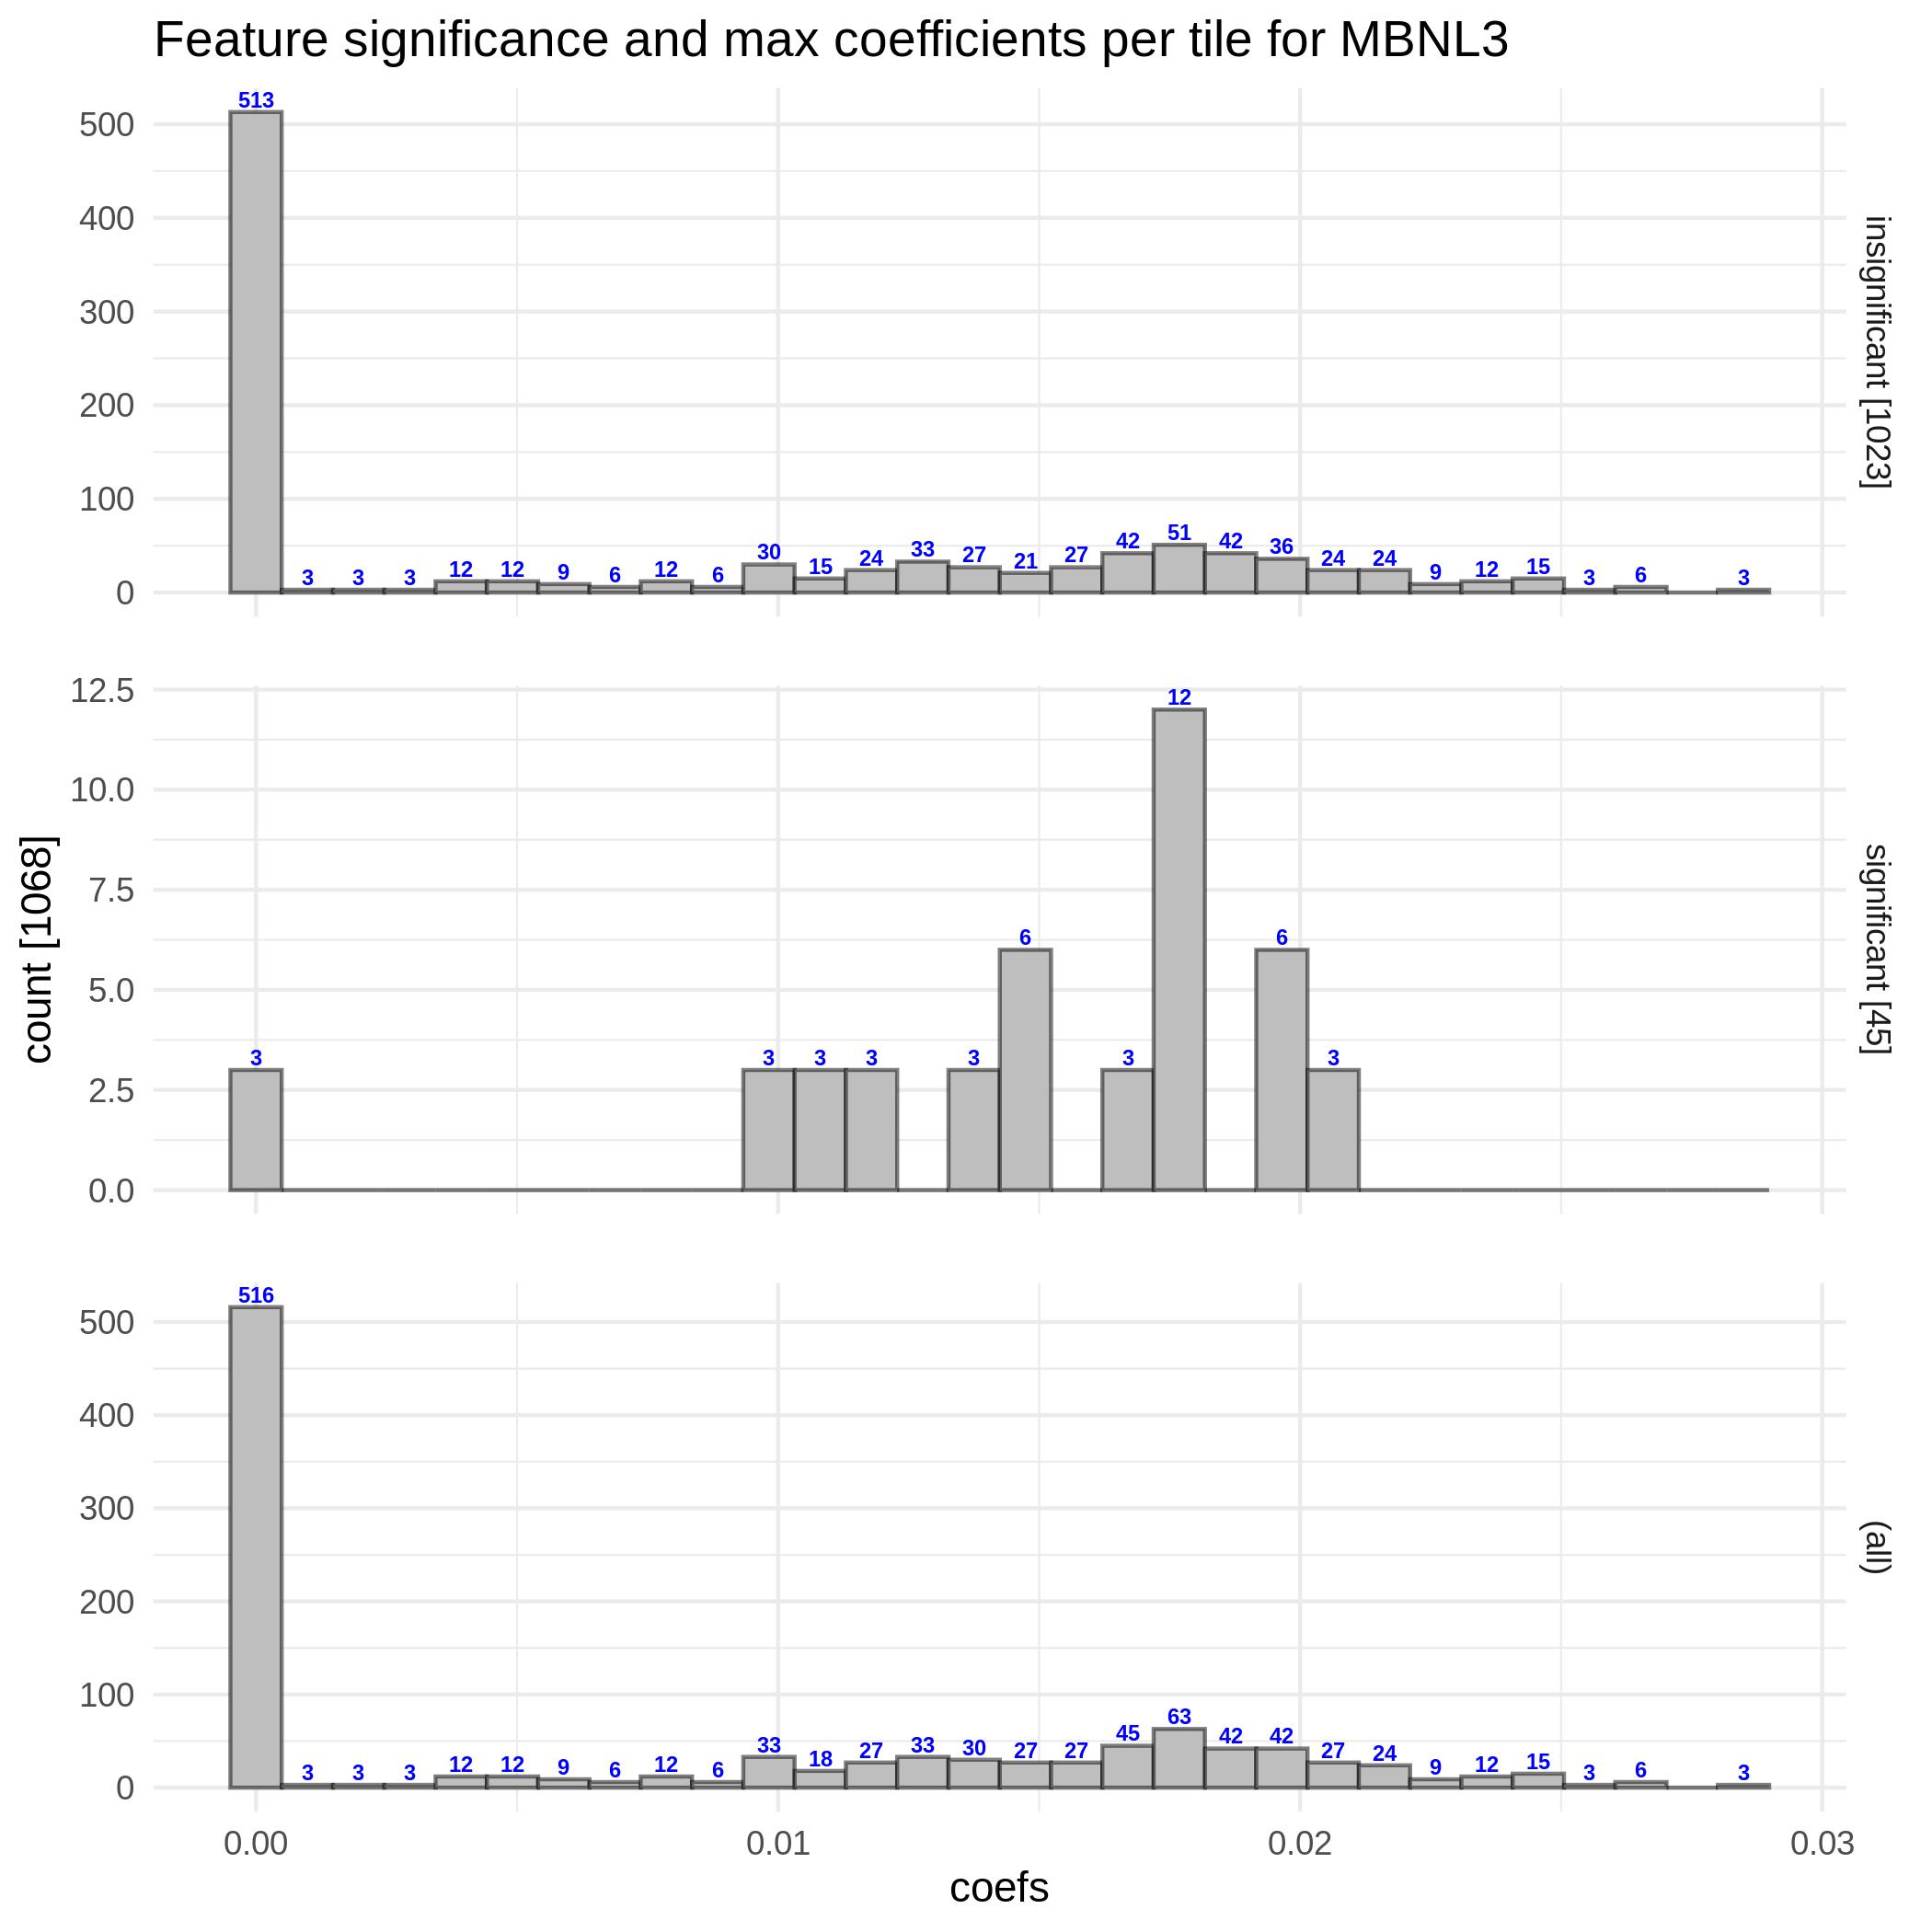 Feature significance and max coefficients per tile for MBNL3
513
500
400
300
200
100
0
3 3 3 12 12 9 6 12 6 30 15 24 33 27 21 27 42 51 42 36 24 24 9 12 15 3 6 3
insignificant [1023]
12.5
10.0
7.5
5.0
2.5
0.0
3 3 3 3 3 6 3 12 6 3
significant [45]
count [1068]
516
500
400
300
200
100
0
3 3 3 12 12 9 6 12 6 33 18 27 33 30 27 27 45 63 42 42 27 24 9 12 15 3 6 3
(all)
0.00 0.01 0.02 0.03
coefs